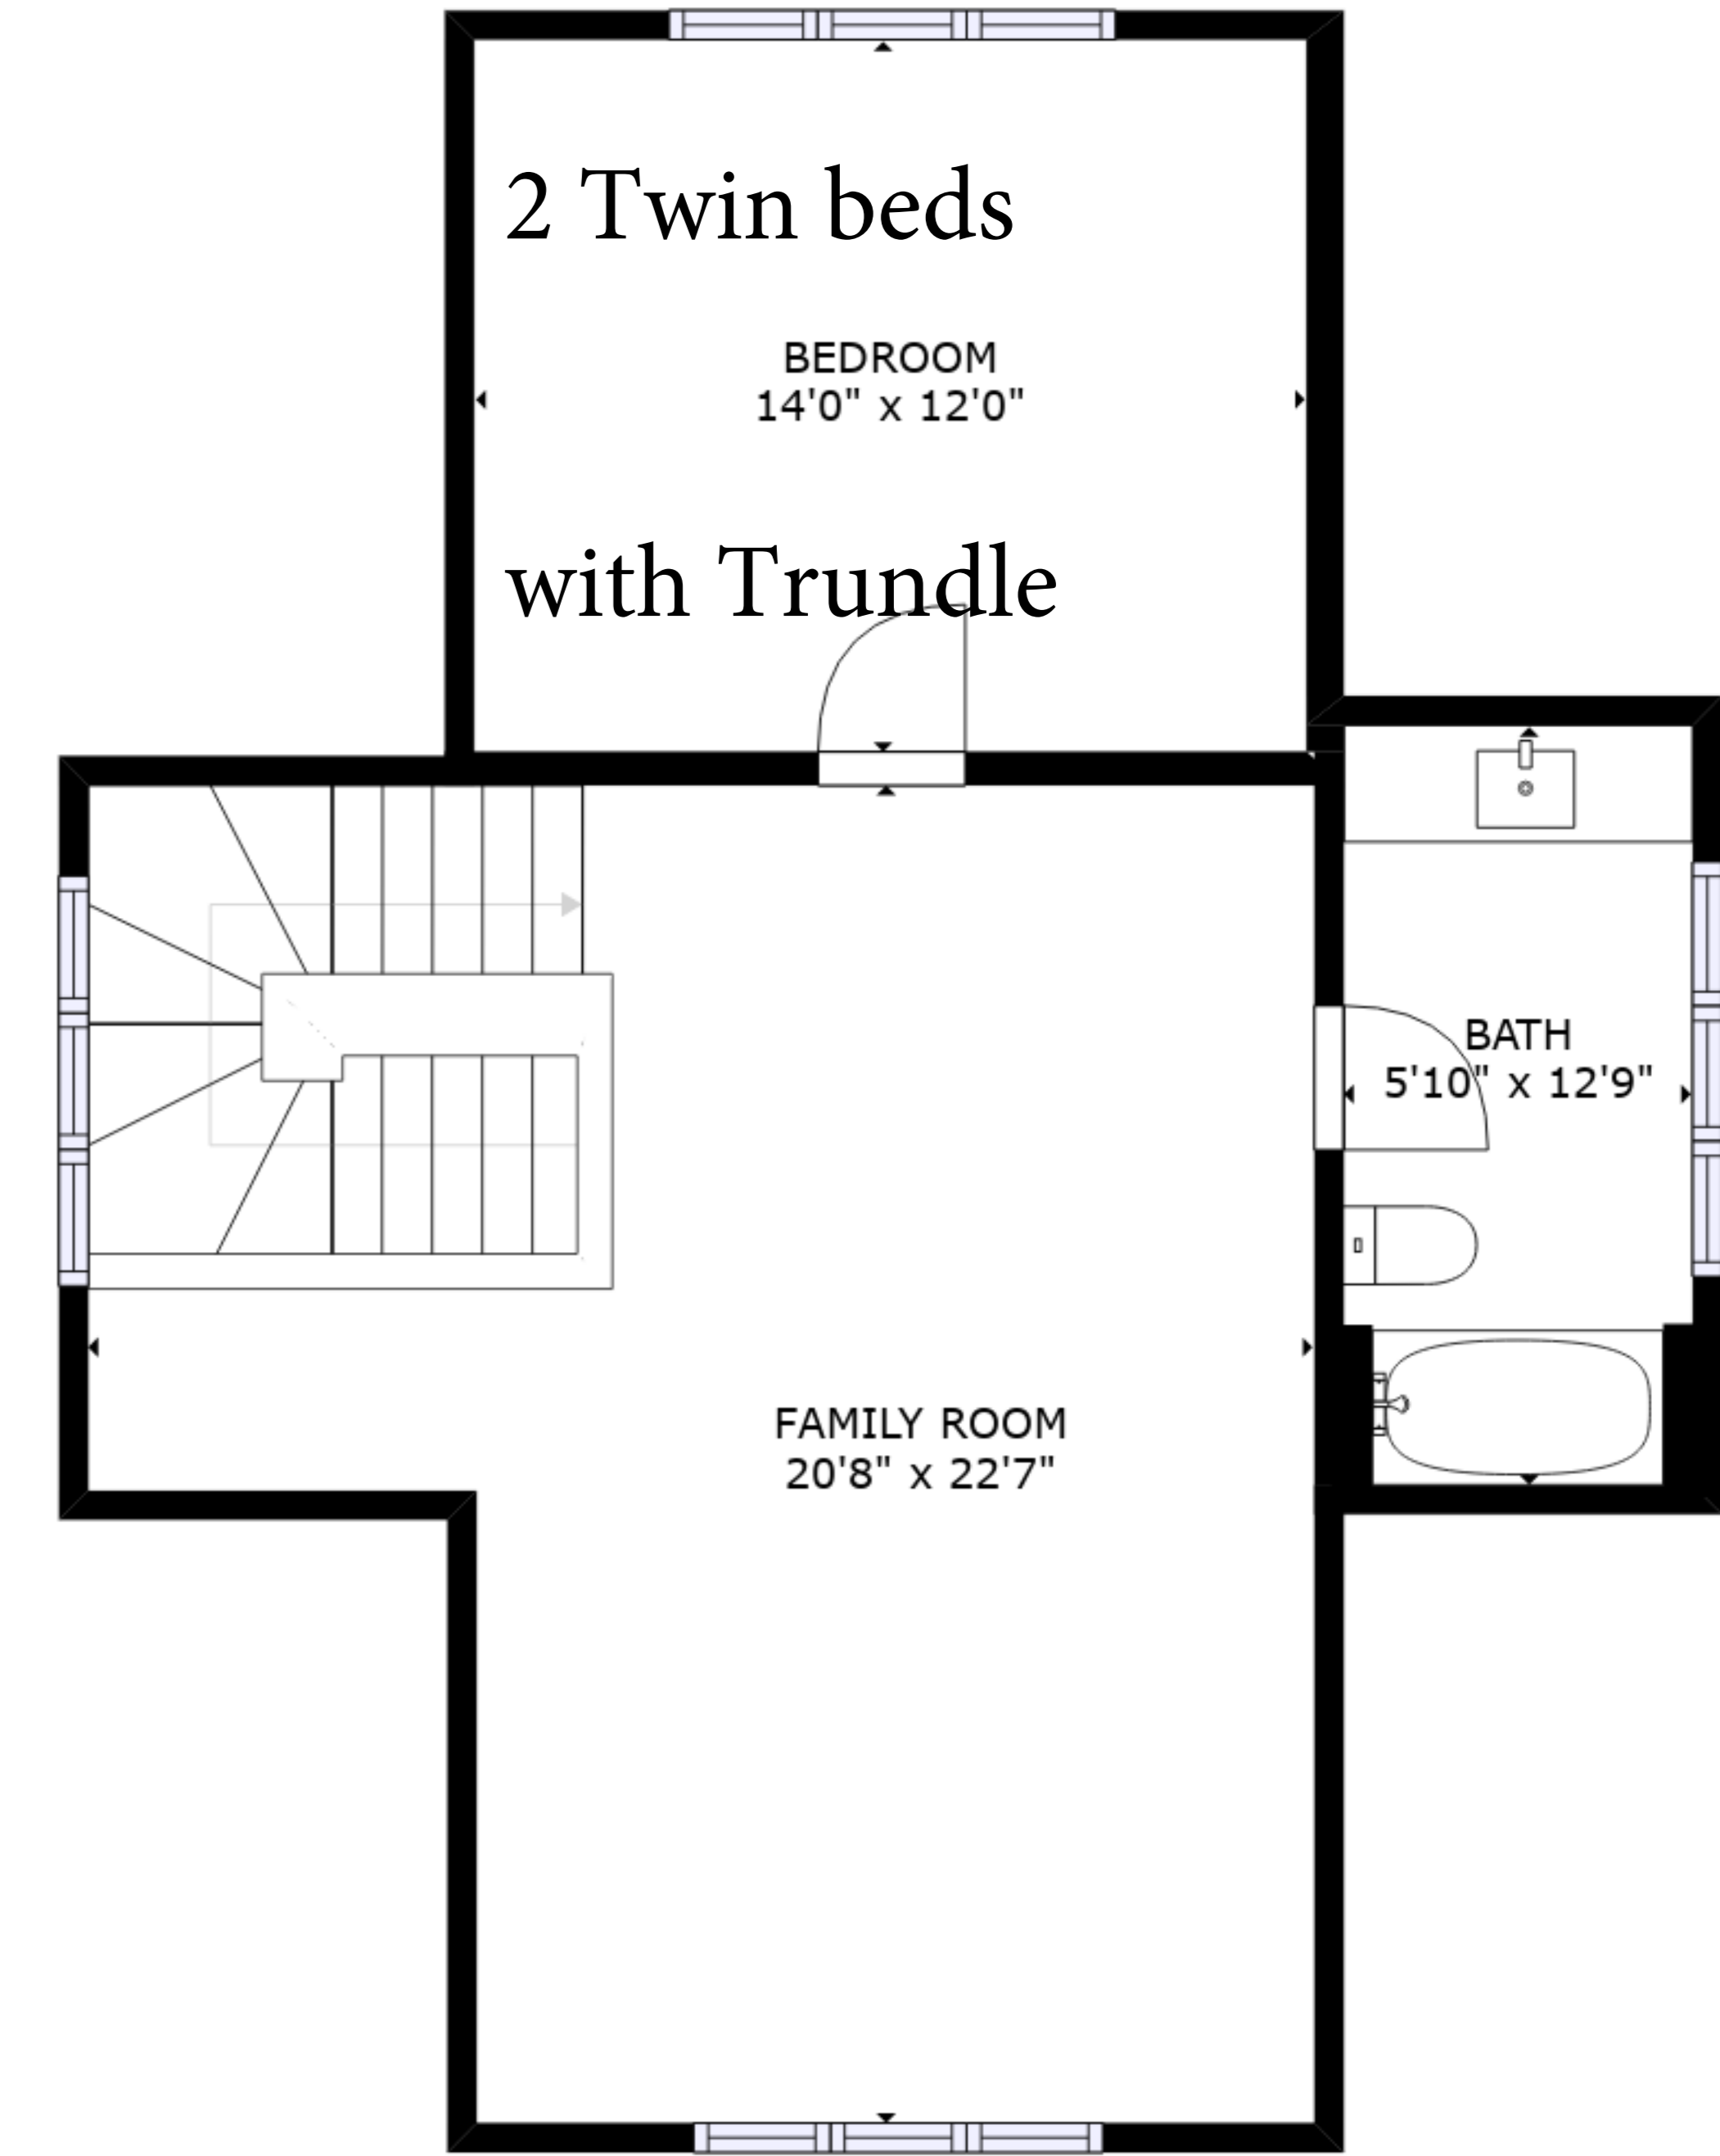 2 Twin beds
BEDROOM
14'0" x 12'0"
with Trundle
BATH
5'10" x 12'9"
FAMILY ROOM
20'8" x 22'7"